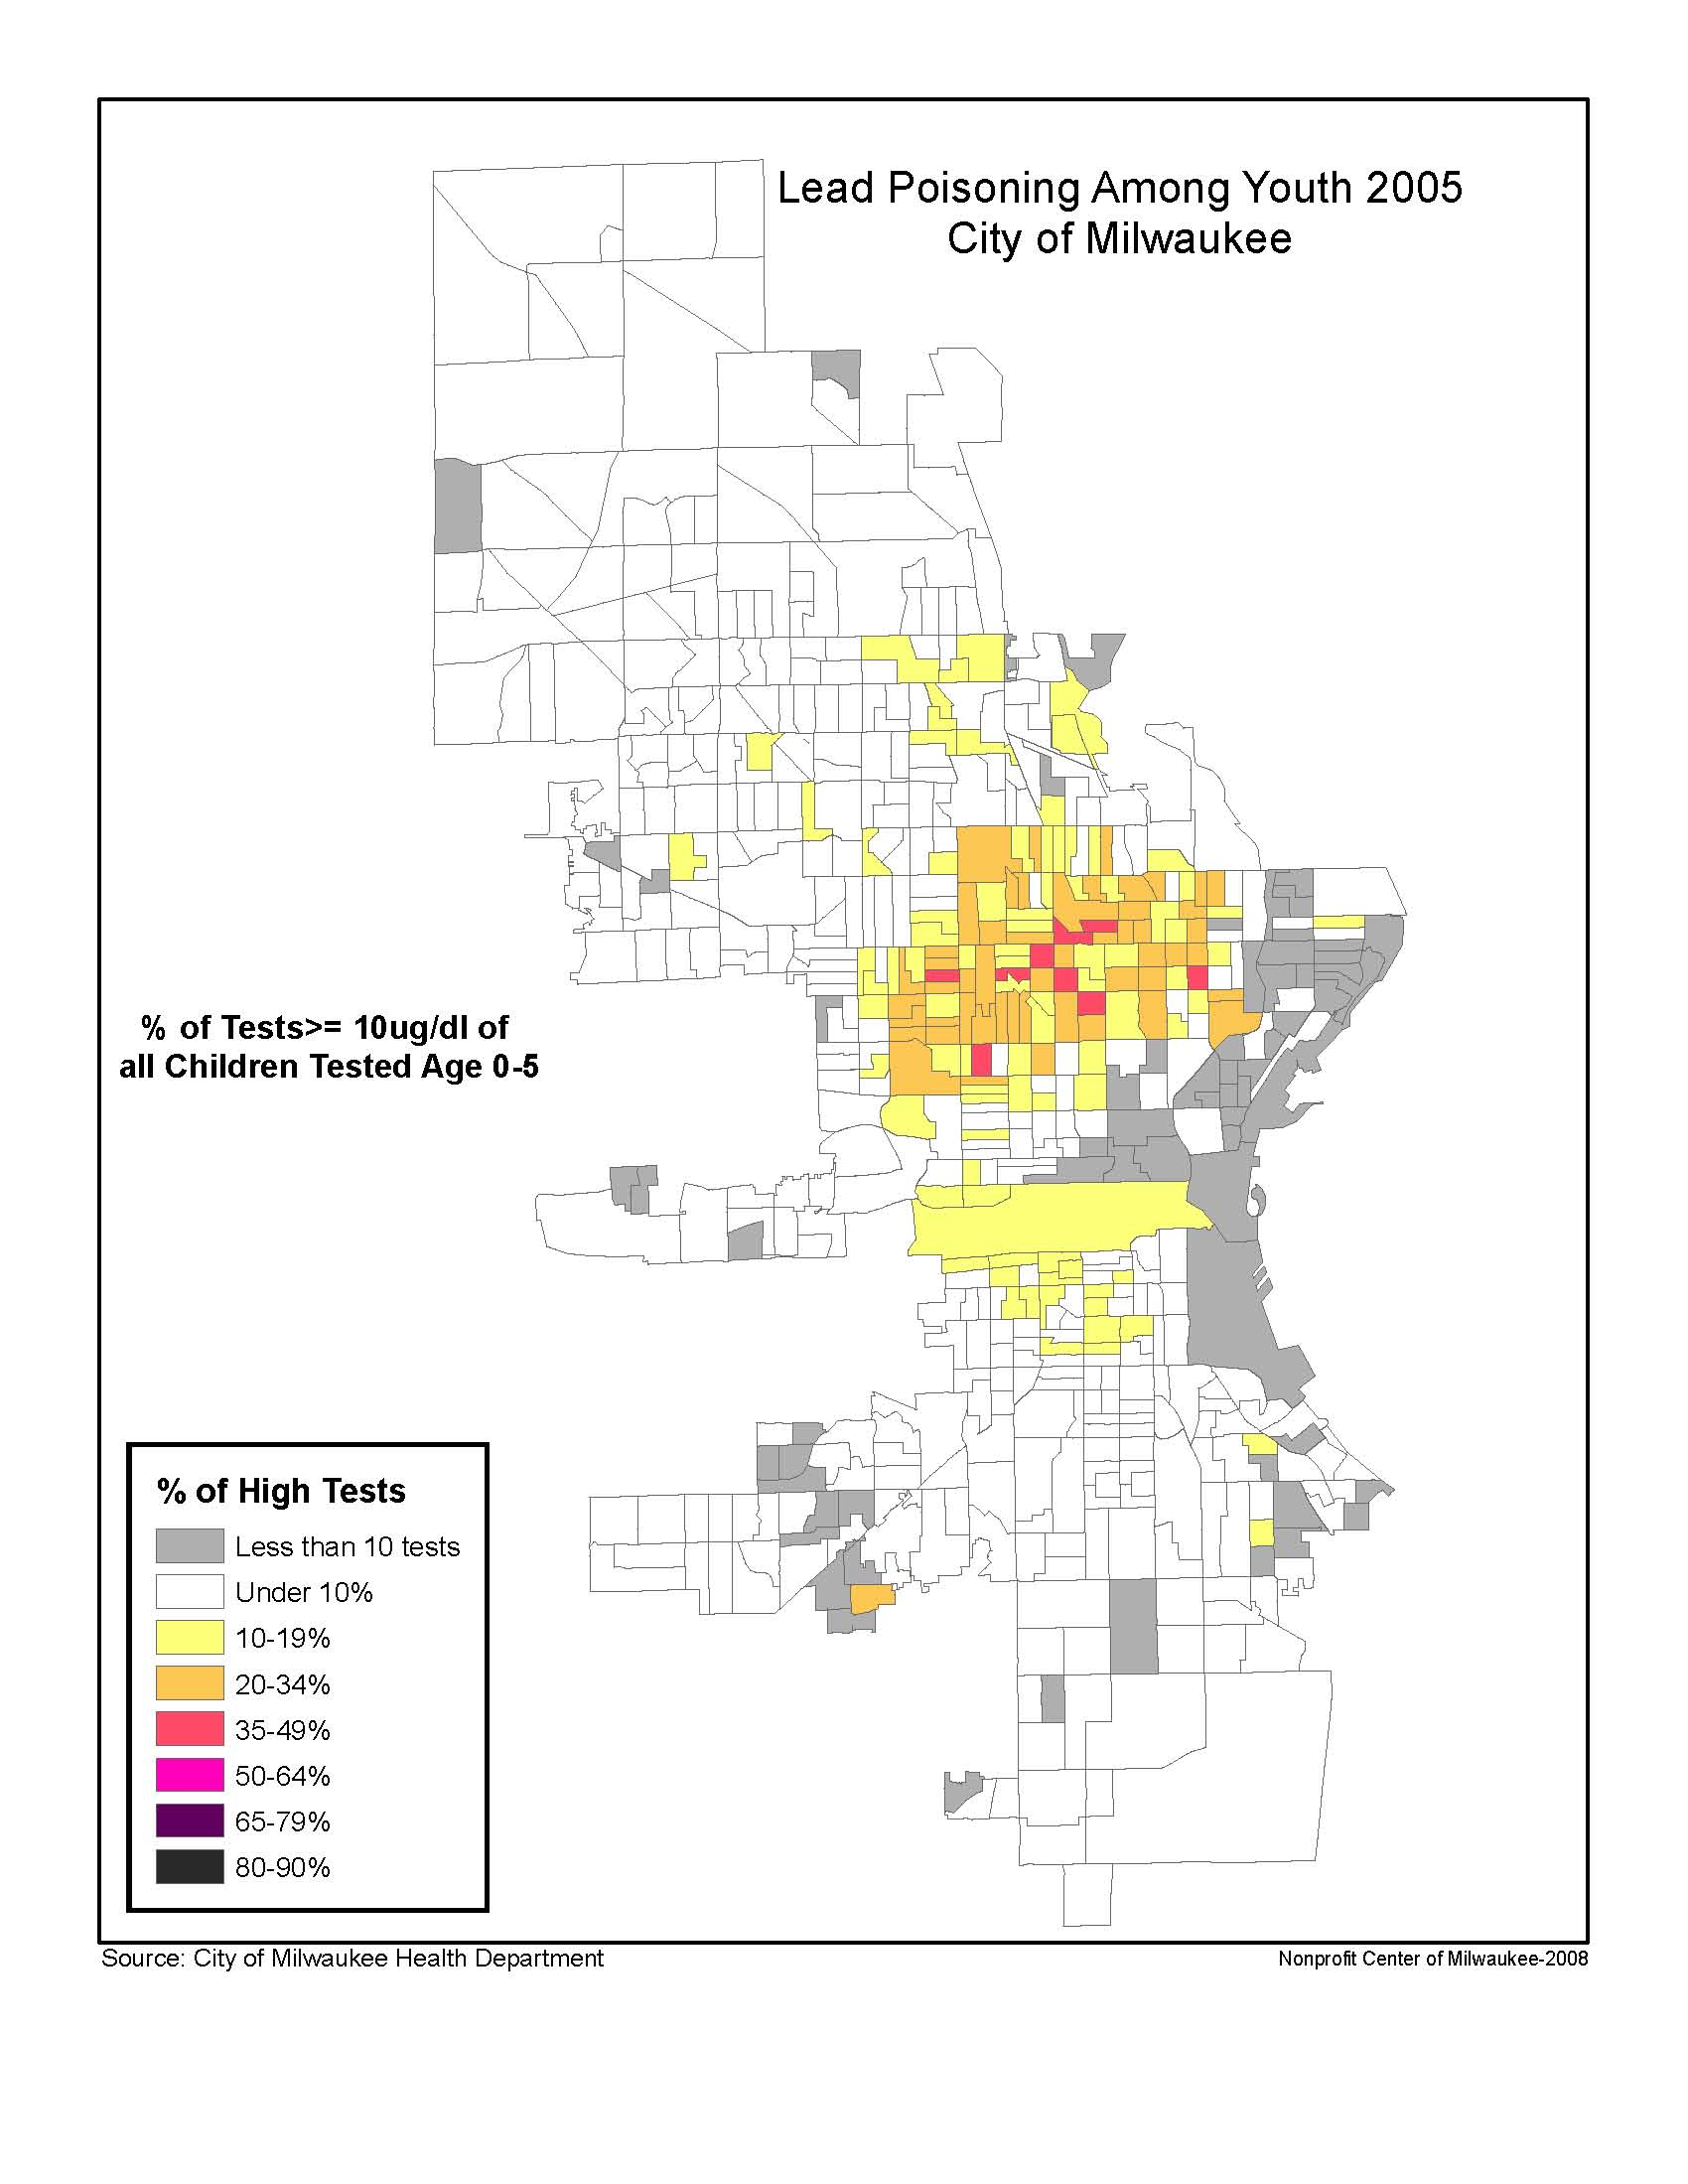 Lead Poisoning Among Youth 2005
City of Milwaukee
% of Tests>= 10ug/dl of
all Children Tested Age 0-5
% of High Tests
Less than 10 tests
Under 10%
10-19%
20-34%
35-49%
50-64%
65-79%
80-90%
Source: City of Milwaukee Health Department
Nonprofit Center of Milwaukee-2008